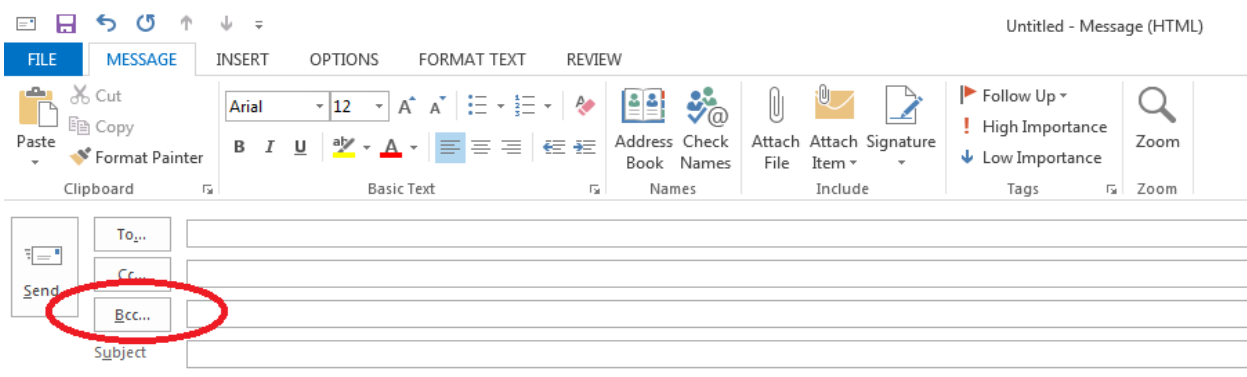 Untitled - Message (HTML)
FILE MESSAGE INSERT OPTIONS FORMAT TEXT REVIEW
Paste
Cut
Copy
Format Painter
Clipboard
Arial 12
B I U
Basic Text
Address Book
Check Names
Names
Attach File
Attach Item
Signature
Include
Follow Up
High Importance
Low Importance
Tags
Zoom
Zoom
Send
To...
Cc...
Bcc...
Subject